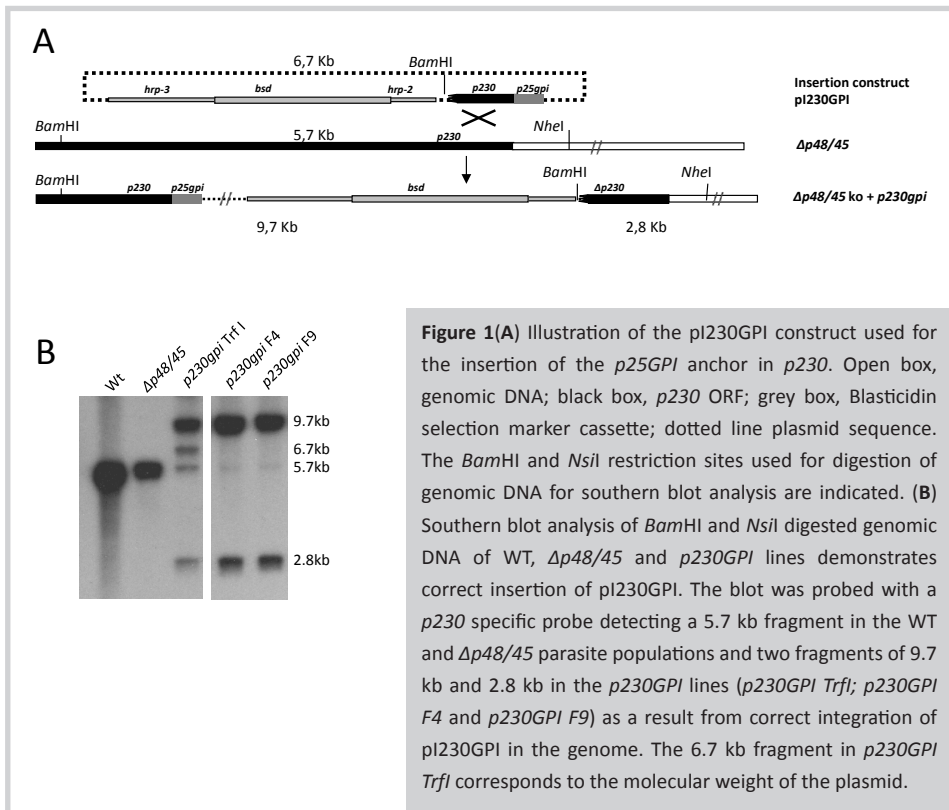 A
6,7 Kb
BamHI
hrp-3 bsd hrp-2 p230 p25gpi
Insertion construct
pI230GPI
BamHI 5,7 Kb p230 NheI
Δp48/45
BamHI p230 p25gpi bsd BamHI Δp230 NheI
Δp48/45 ko + p230gpi
9,7 Kb 2,8 Kb
B
Wt Δp48/45 p230gpi Trf I p230gpi F4 p230gpi F9
9.7kb
6.7kb
5.7kb
2.8kb
Figure 1(A) Illustration of the pI230GPI construct used for
the insertion of the p25GPI anchor in p230. Open box,
genomic DNA; black box, p230 ORF; grey box, Blasticidin
selection marker cassette; dotted line plasmid sequence.
The BamHI and NsiI restriction sites used for digestion of
genomic DNA for southern blot analysis are indicated. (B)
Southern blot analysis of BamHI and NsiI digested genomic
DNA of WT, Δp48/45 and p230GPI lines demonstrates
correct insertion of pI230GPI. The blot was probed with a
p230 specific probe detecting a 5.7 kb fragment in the WT
and Δp48/45 parasite populations and two fragments of 9.7
kb and 2.8 kb in the p230GPI lines (p230GPI TrfI; p230GPI
F4 and p230GPI F9) as a result from correct integration of
pI230GPI in the genome. The 6.7 kb fragment in p230GPI
TrfI corresponds to the molecular weight of the plasmid.